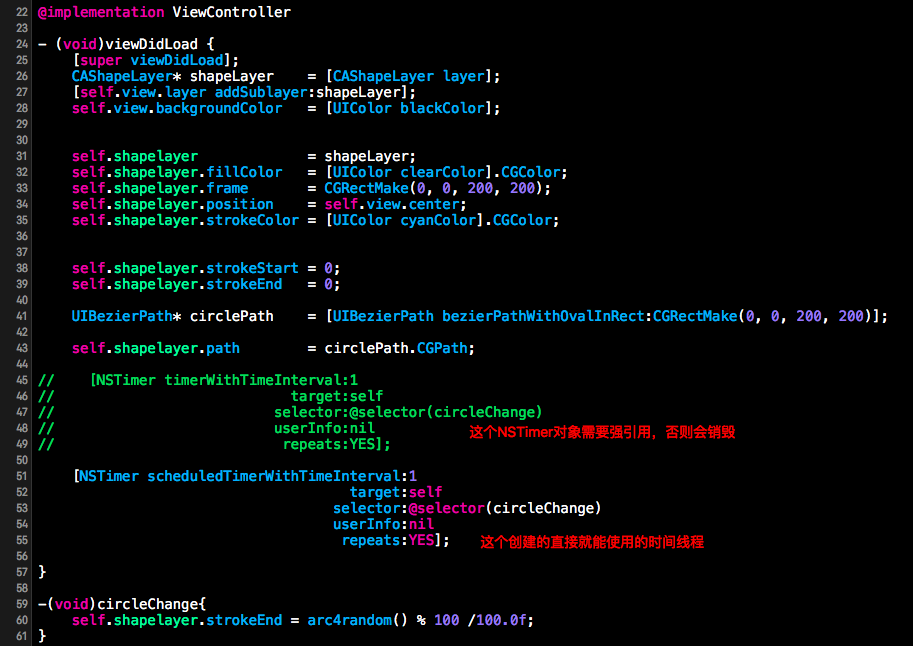 22 @implementation ViewController
23
24 - (void)viewDidLoad {
25 [super viewDidLoad];
26 CAShapeLayer* shapeLayer = [CAShapeLayer layer];
27 [self.view.layer addSublayer:shapeLayer];
28 self.view.backgroundColor = [UIColor blackColor];
29
30
31 self.shapelayer = shapeLayer;
32 self.shapelayer.fillColor = [UIColor clearColor].CGColor;
33 self.shapelayer.frame = CGRectMake(0, 0, 200, 200);
34 self.shapelayer.position = self.view.center;
35 self.shapelayer.strokeColor = [UIColor cyanColor].CGColor;
36
37
38 self.shapelayer.strokeStart = 0;
39 self.shapelayer.strokeEnd = 0;
40
41 UIBezierPath* circlePath = [UIBezierPath bezierPathWithOvalInRect:CGRectMake(0, 0, 200, 200)];
42
43 self.shapelayer.path = circlePath.CGPath;
44
45 // [NSTimer timerWithTimeInterval:1
46 // target:self
47 // selector:@selector(circleChange)
48 // userInfo:nil 这个NSTimer对象需要强引用，否则会销毁
49 // repeats:YES];
50
51 [NSTimer scheduledTimerWithTimeInterval:1
52 target:self
53 selector:@selector(circleChange)
54 userInfo:nil
55 repeats:YES]; 这个创建的直接就能使用的时间线程
56
57 }
58
59 -(void)circleChange{
60 self.shapelayer.strokeEnd = arc4random() % 100 /100.0f;
61 }